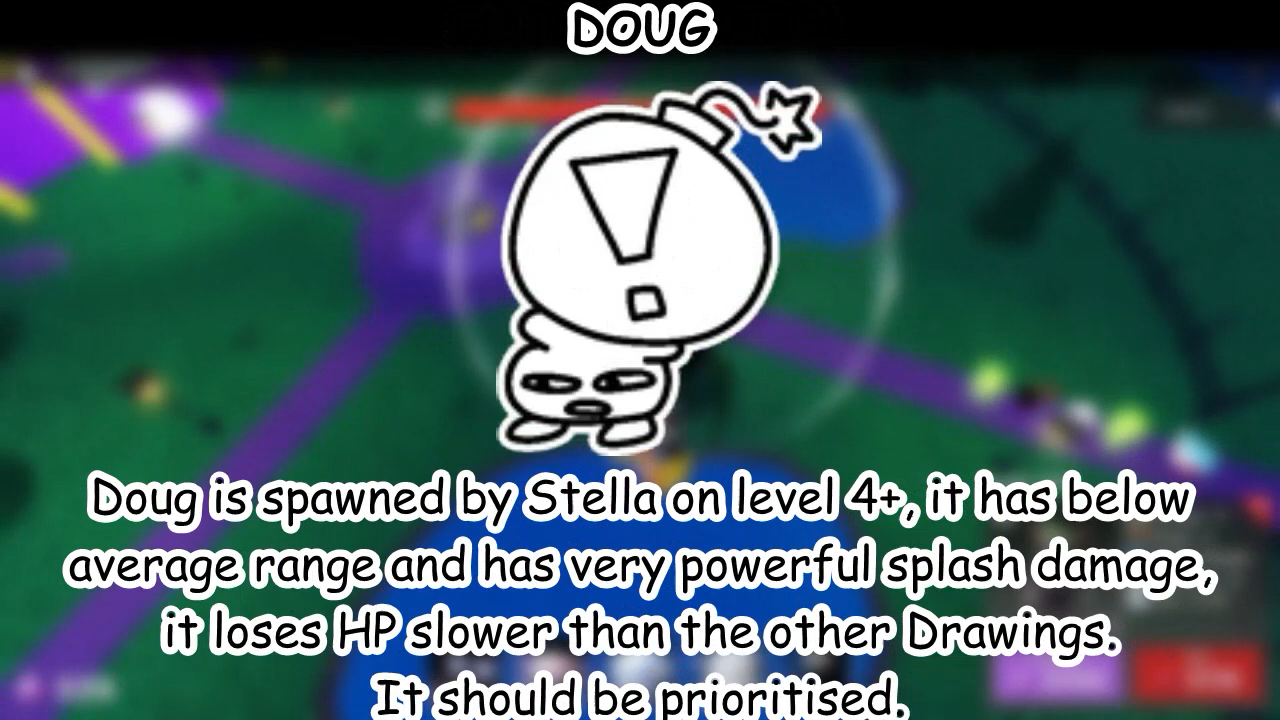 DOUG
!
Doug is spawned by Stella on level 4+, it has below
average range and has very powerful splash damage,
it loses HP slower than the other Drawings.
It should be prioritised.